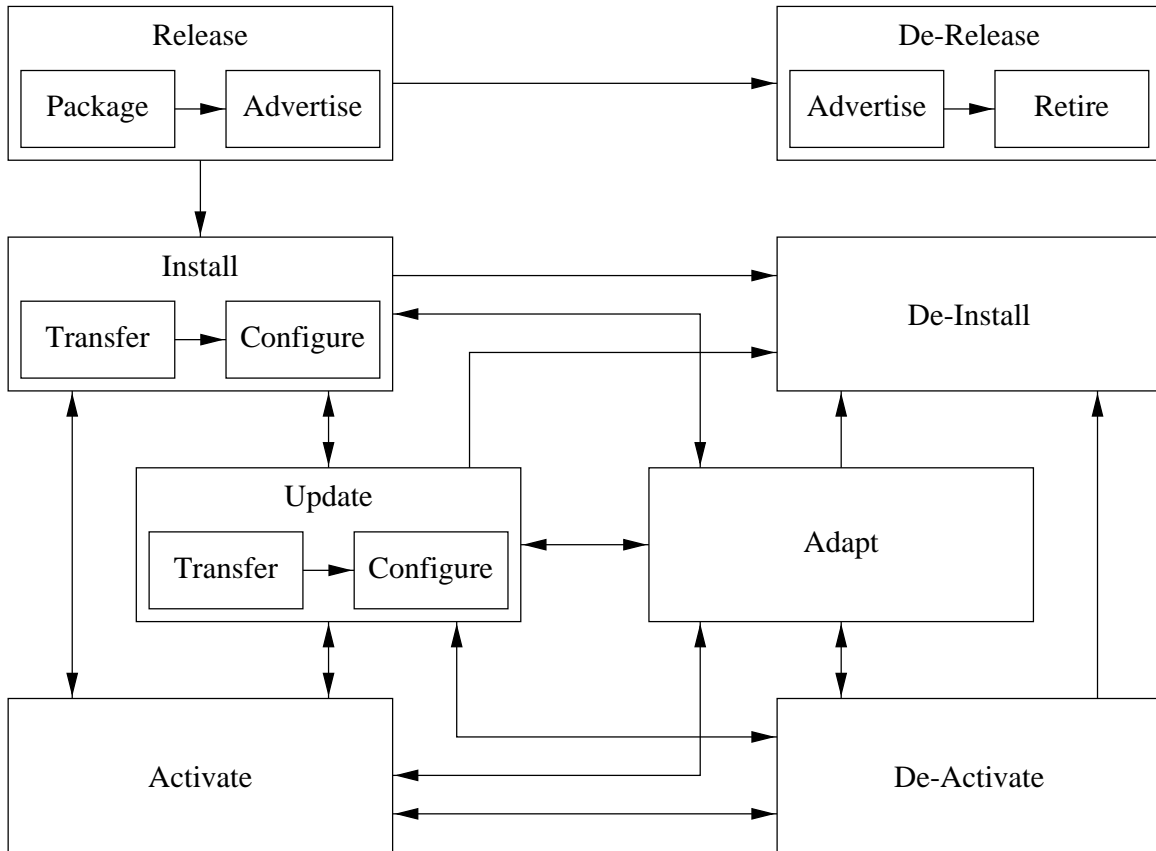 Release
Package
Advertise
De-Release
Advertise
Retire
Install
Transfer
Configure
De-Install
Update
Transfer
Configure
Adapt
Activate
De-Activate